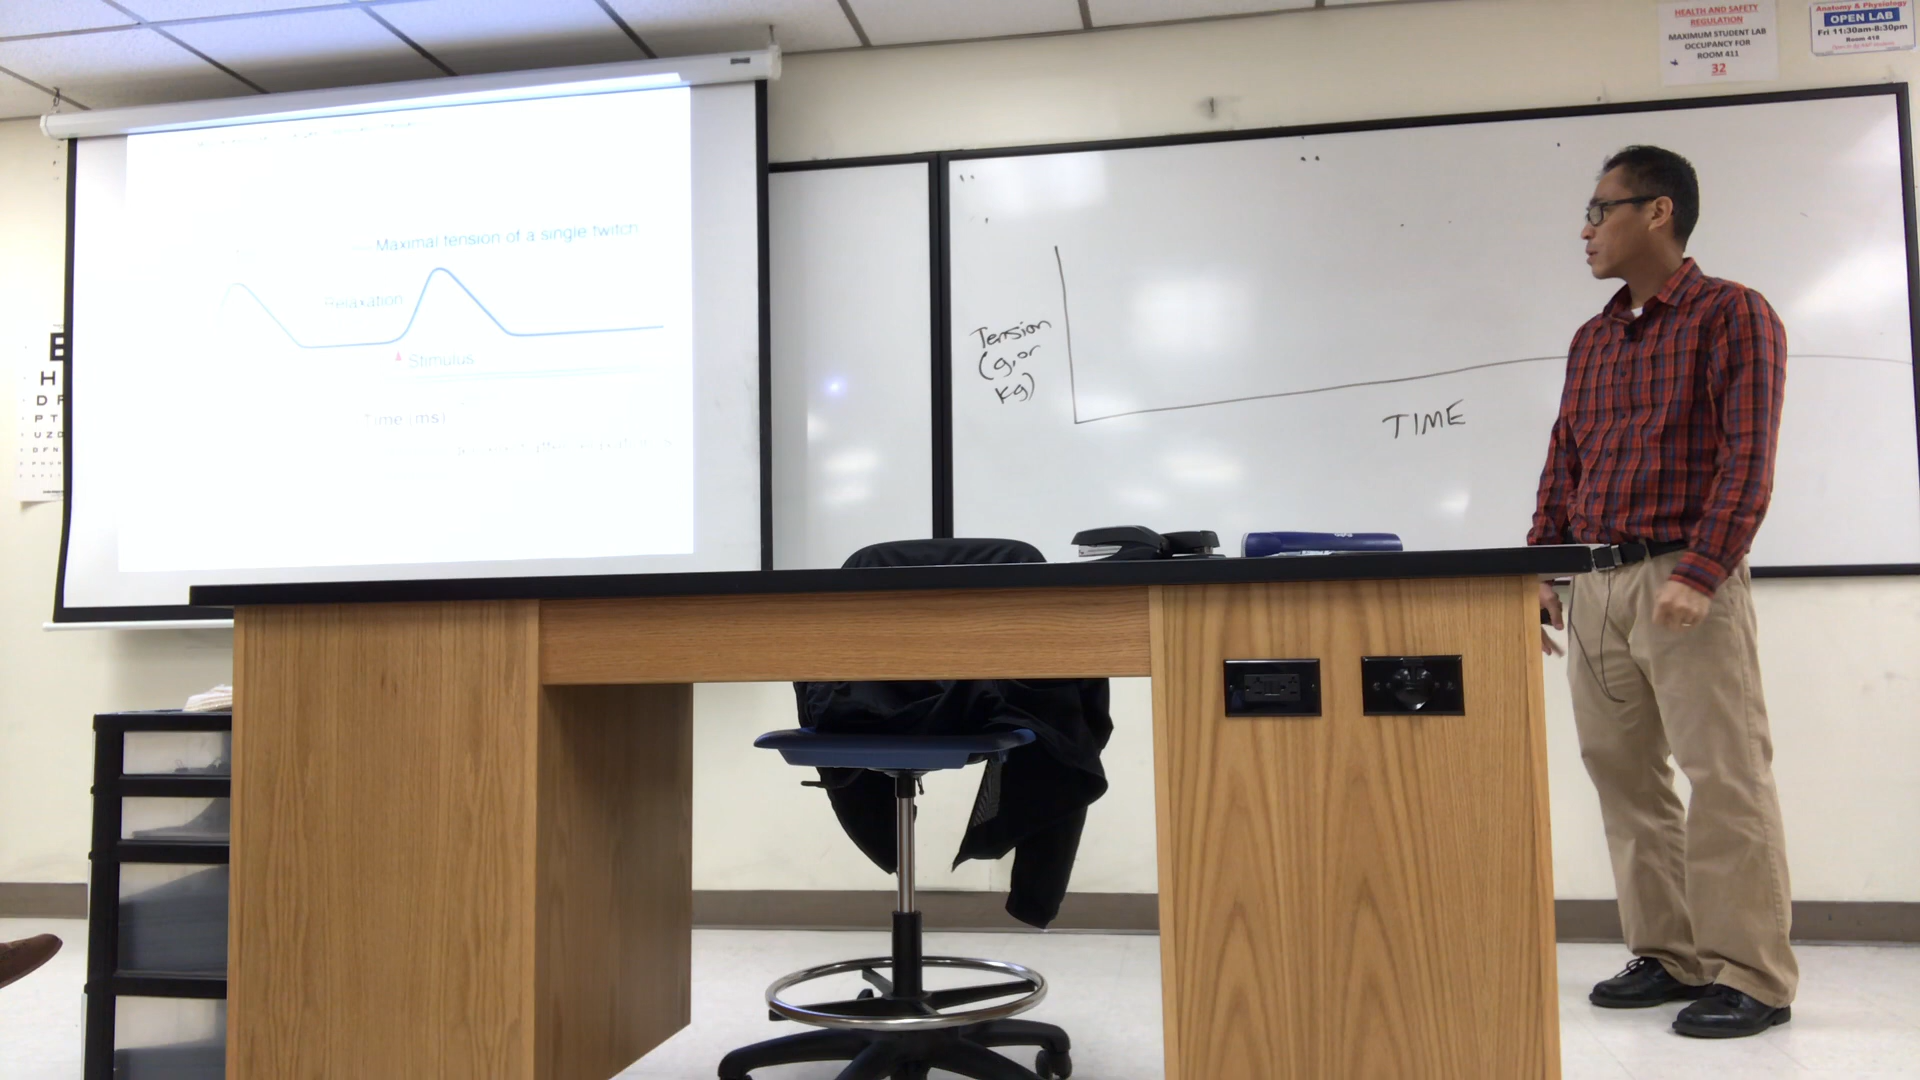 Maximal tension of a single twitch
Relaxation
Stimulus
Time (ms)
Tension
(g, or
kg)
TIME
HEALTH AND SAFETY
REGULATION
MAXIMUM STUDENT LAB
OCCUPANCY FOR
ROOM 411
32
Anatomy & Physiology
OPEN LAB
Fri 11:30am-8:30pm
Room 418
E
H
D F
P T
U Z D
D F N